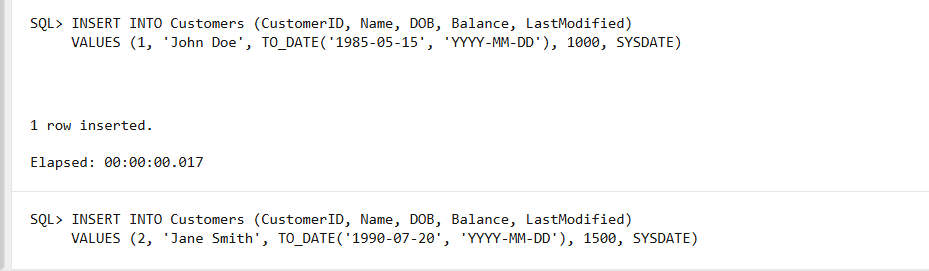 SQL> INSERT INTO Customers (CustomerID, Name, DOB, Balance, LastModified)
VALUES (1, 'John Doe', TO_DATE('1985-05-15', 'YYYY-MM-DD'), 1000, SYSDATE)
1 row inserted.
Elapsed: 00:00:00.017
SQL> INSERT INTO Customers (CustomerID, Name, DOB, Balance, LastModified)
VALUES (2, 'Jane Smith', TO_DATE('1990-07-20', 'YYYY-MM-DD'), 1500, SYSDATE)